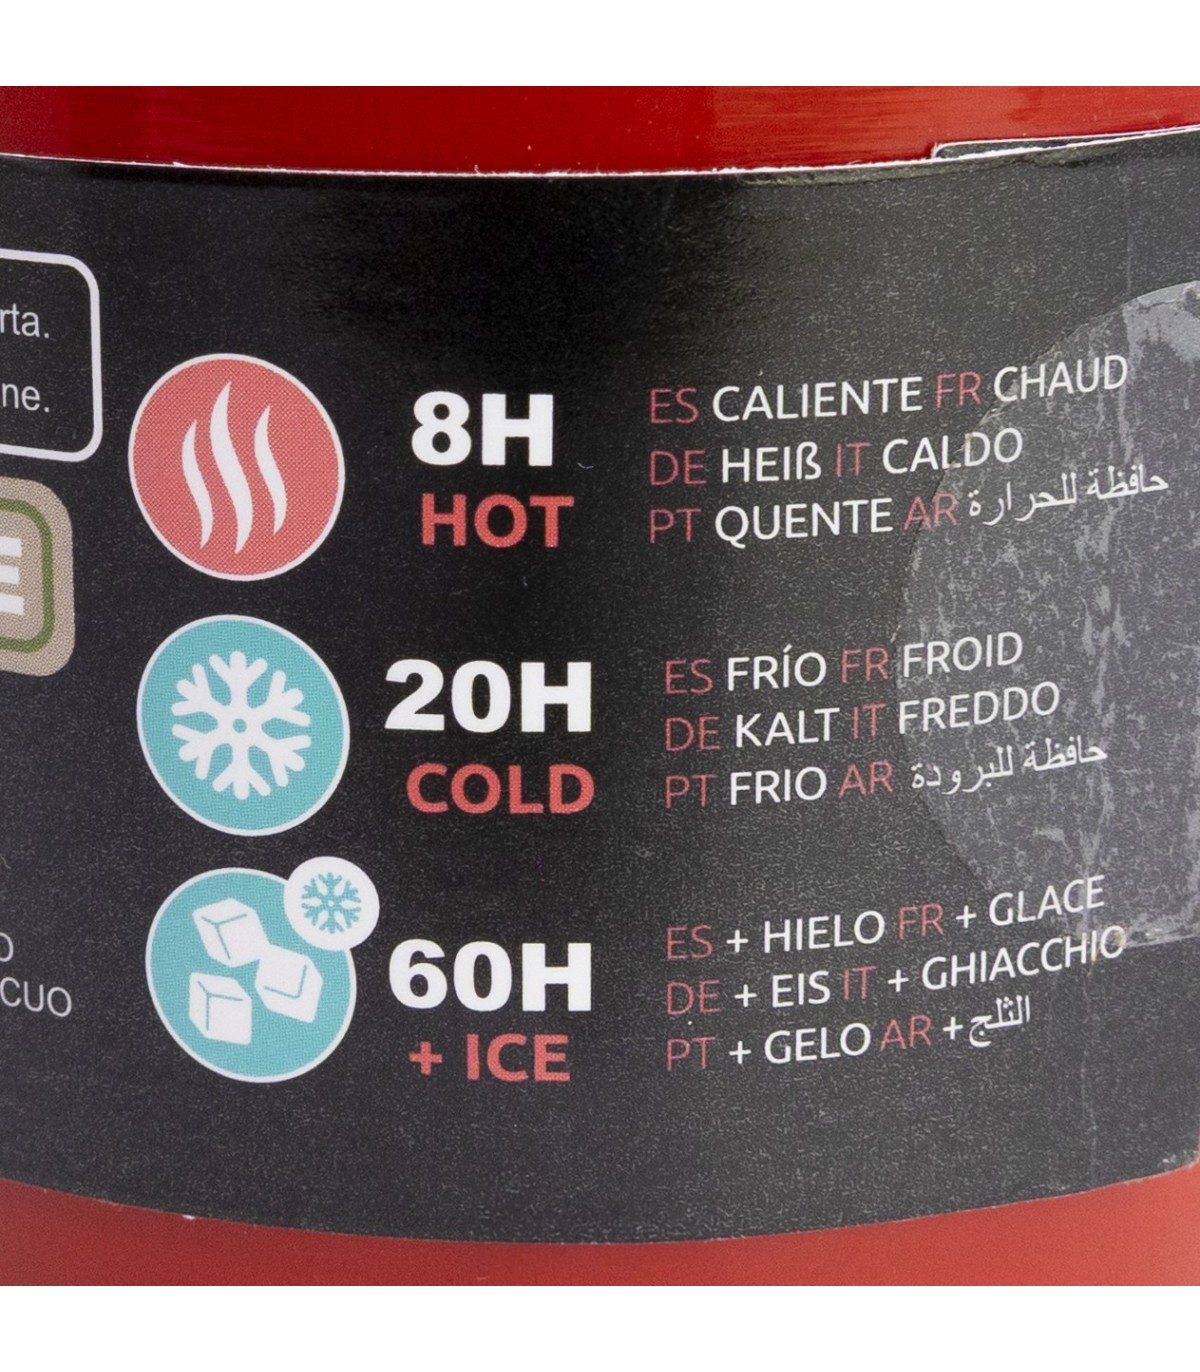 rta.
ne.
E
O
CUO
8H
HOT
ES CALIENTE FR CHAUD
DE HEIß IT CALDO
PT QUENTE AR حافظة للحرارة
20H
COLD
ES FRÍO FR FROID
DE KALT IT FREDDO
PT FRIO AR حافظة للبرودة
60H
+ ICE
ES + HIELO FR + GLACE
DE + EIS IT + GHIACCHIO
PT + GELO AR + الثلج